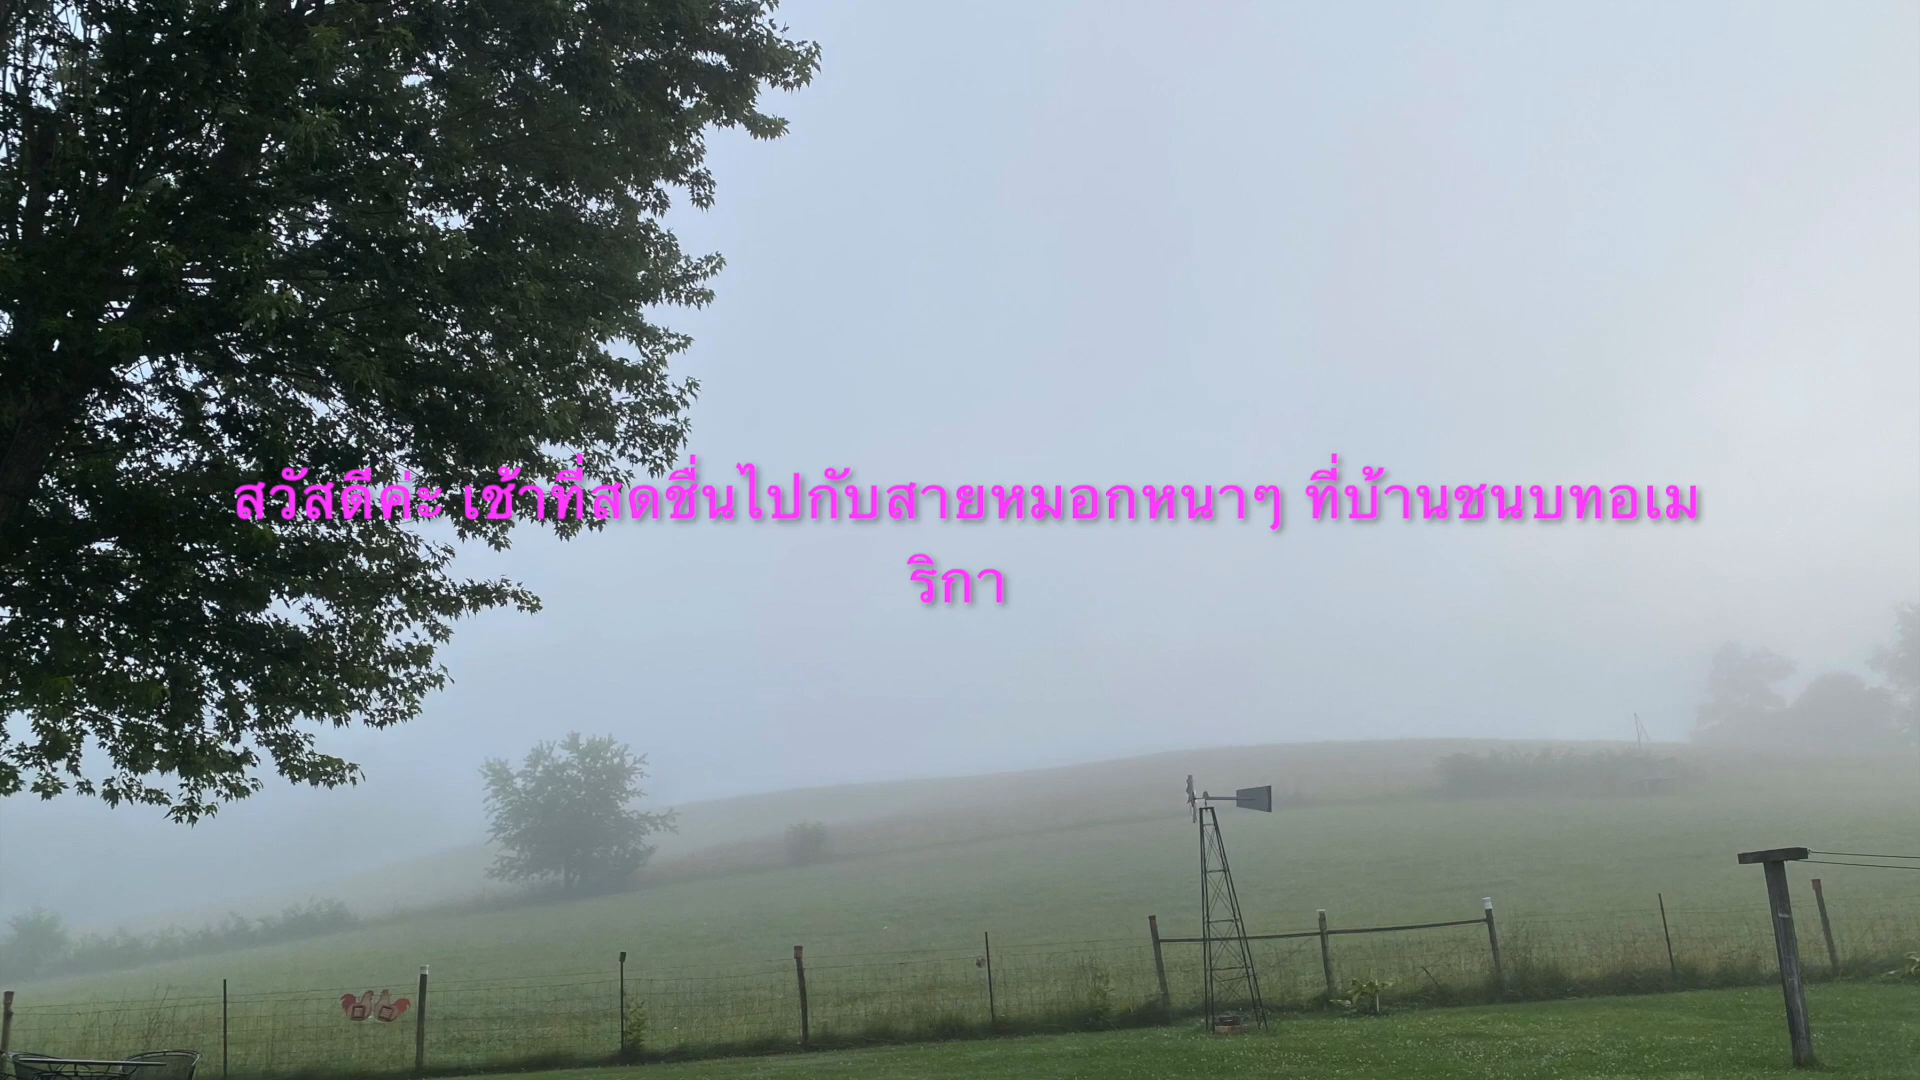 สวัสดีค่ะ เช้าที่สดชื่นไปกับสายหมอกหนาๆ ที่บ้านชนบทอเม
ริกา